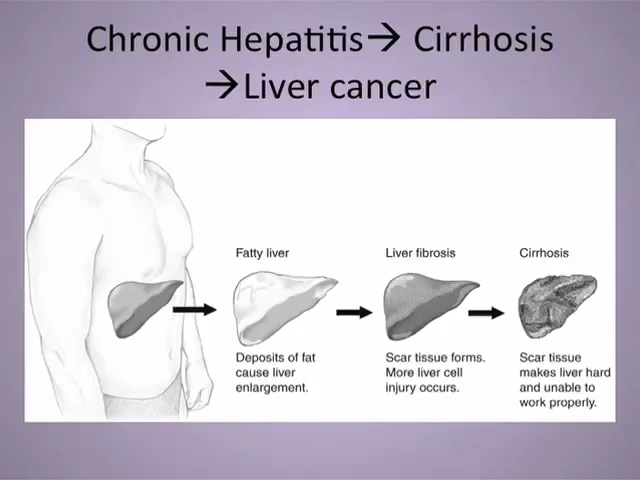 Chronic Hepatitis→ Cirrhosis
→Liver cancer
Fatty liver
Deposits of fat
cause liver
enlargement.
Liver fibrosis
Scar tissue forms.
More liver cell
injury occurs.
Cirrhosis
Scar tissue
makes liver hard
and unable to
work properly.